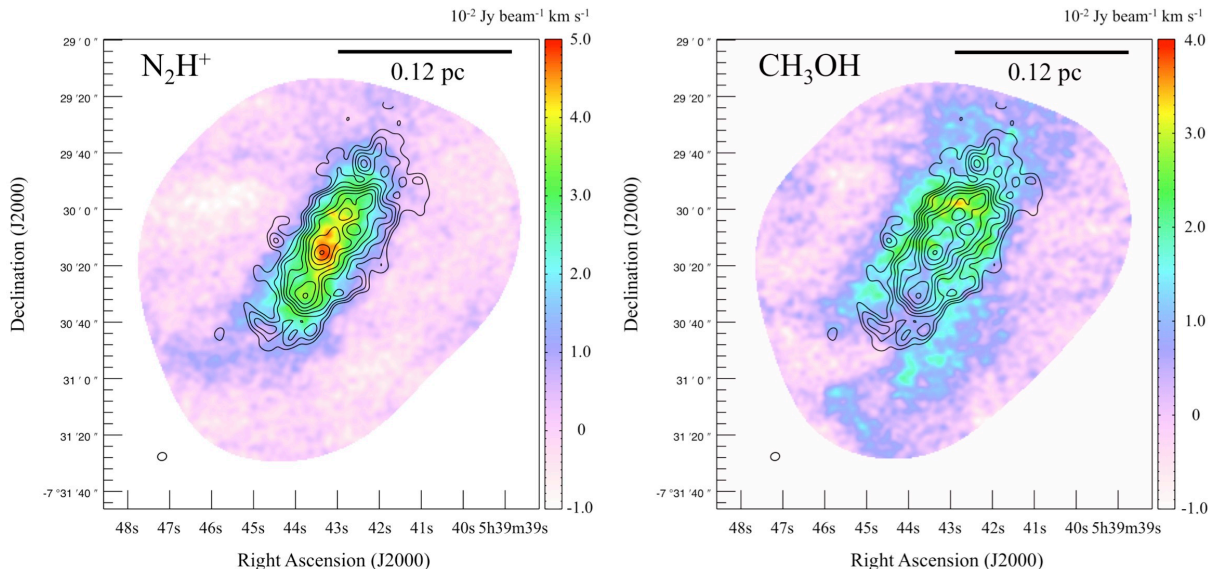 10⁻² Jy beam⁻¹ km s⁻¹
N₂H⁺
0.12 pc
29 ′ 0 ″
29 ′ 20 ″
29 ′ 40 ″
30 ′ 0 ″
30 ′ 20 ″
30 ′ 40 ″
31 ′ 0 ″
31 ′ 20 ″
-7 °31 ′ 40 ″
Declination (J2000)
48s 47s 46s 45s 44s 43s 42s 41s 40s 5h39m39s
Right Ascension (J2000)
5.0
4.0
3.0
2.0
1.0
0
-1.0
10⁻² Jy beam⁻¹ km s⁻¹
CH₃OH
0.12 pc
29 ′ 0 ″
29 ′ 20 ″
29 ′ 40 ″
30 ′ 0 ″
30 ′ 20 ″
30 ′ 40 ″
31 ′ 0 ″
31 ′ 20 ″
-7 °31 ′ 40 ″
Declination (J2000)
48s 47s 46s 45s 44s 43s 42s 41s 40s 5h39m39s
Right Ascension (J2000)
4.0
3.0
2.0
1.0
0
-1.0